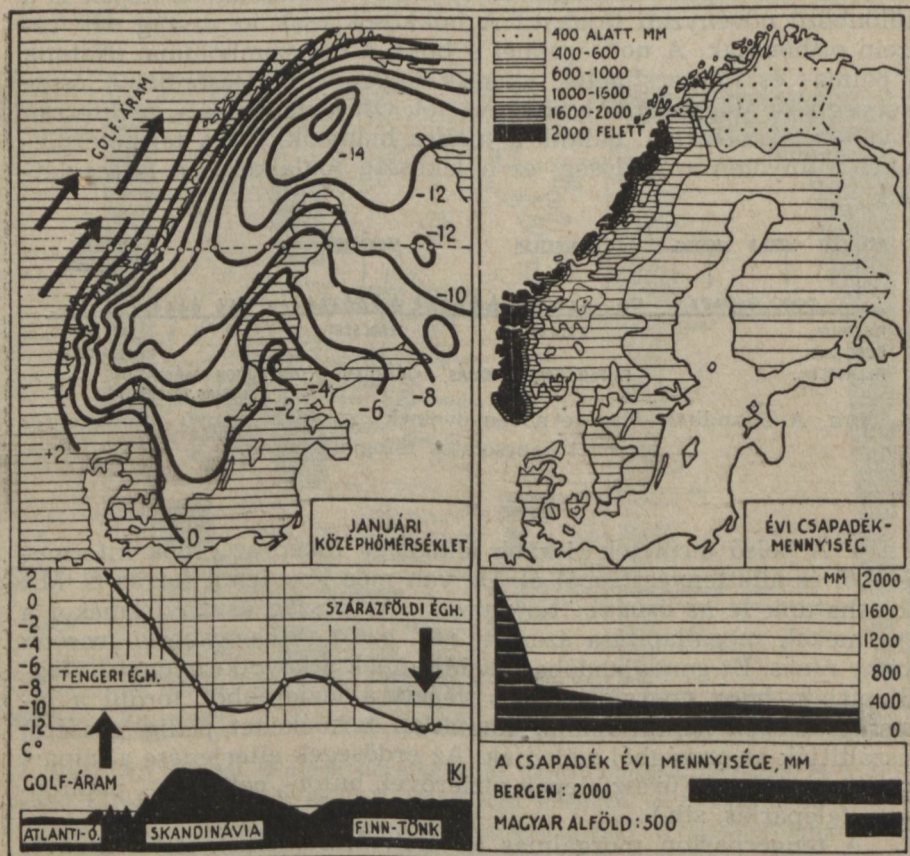 GOLF-ÁRAM
-14
-12
-12
-10
-8
-6
-4
-2
+2
0
JANUÁRI
KÖZÉPHŐMÉRSÉKLET
400 ALATT, MM
400-600
600-1000
1000-1600
1600-2000
2000 FELETT
ÉVI CSAPADÉK-
MENNYISÉG
2
0
-2
-4
-6
-8
-10
-12
C°
TENGERI ÉGH.
SZÁRAZFÖLDI ÉGH.
GOLF-ÁRAM
ATLANTI-Ó.
SKANDINÁVIA
FINN-TÖNK
K
MM
2000
1600
1200
800
400
0
A CSAPADÉK ÉVI MENNYISÉGE, MM
BERGEN: 2000
MAGYAR ALFÖLD: 500